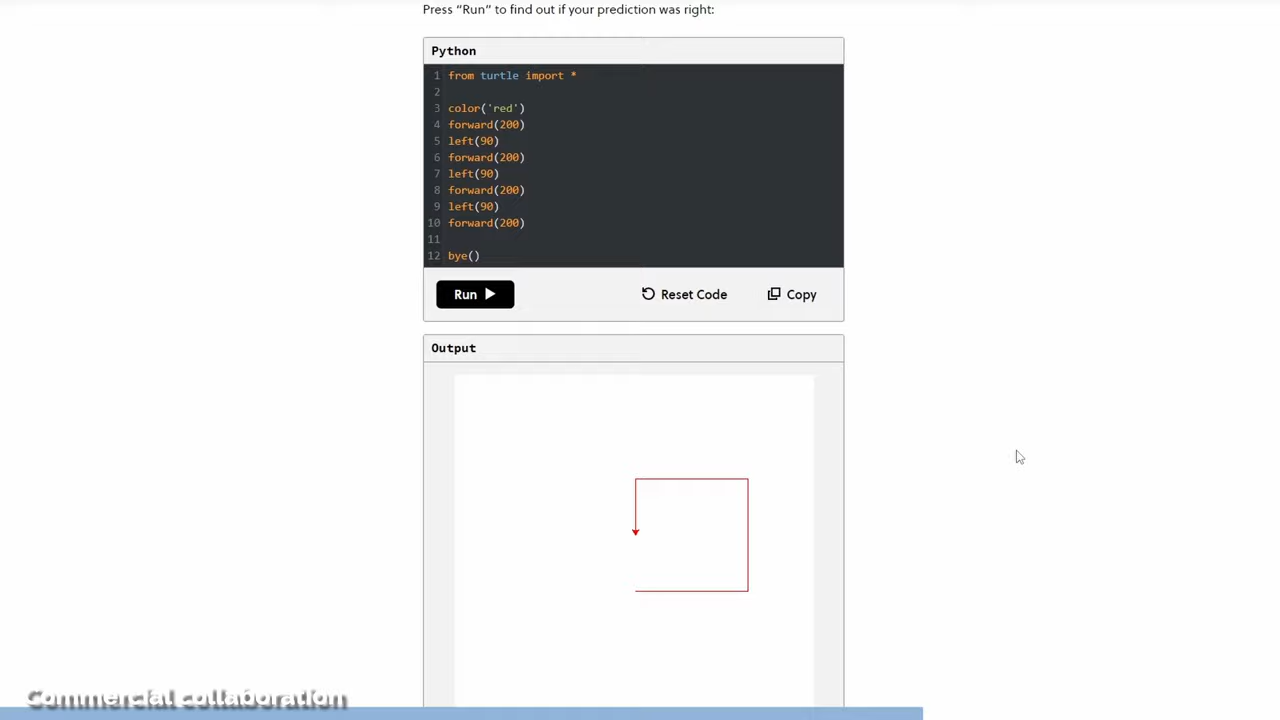 Press “Run” to find out if your prediction was right:
Python
1 from turtle import *
2
3 color('red')
4 forward(200)
5 left(90)
6 forward(200)
7 left(90)
8 forward(200)
9 left(90)
10 forward(200)
11
12 bye()
Run Reset Code Copy
Output
Commercial collaboration